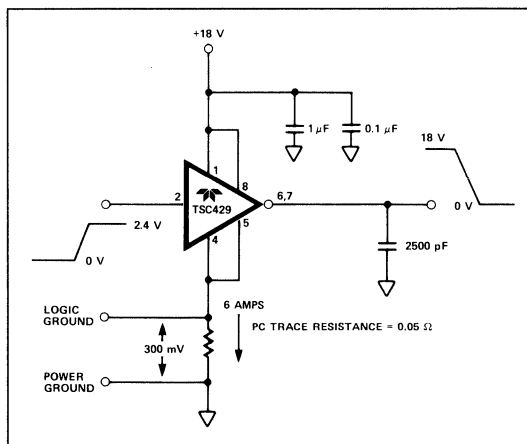 +18 V
1 µF
0.1 µF
18 V
0 V
1
8
2
TSC429
6,7
2.4 V
0 V
4
5
2500 pF
LOGIC GROUND
6 AMPS
PC TRACE RESISTANCE = 0.05 Ω
300 mV
POWER GROUND